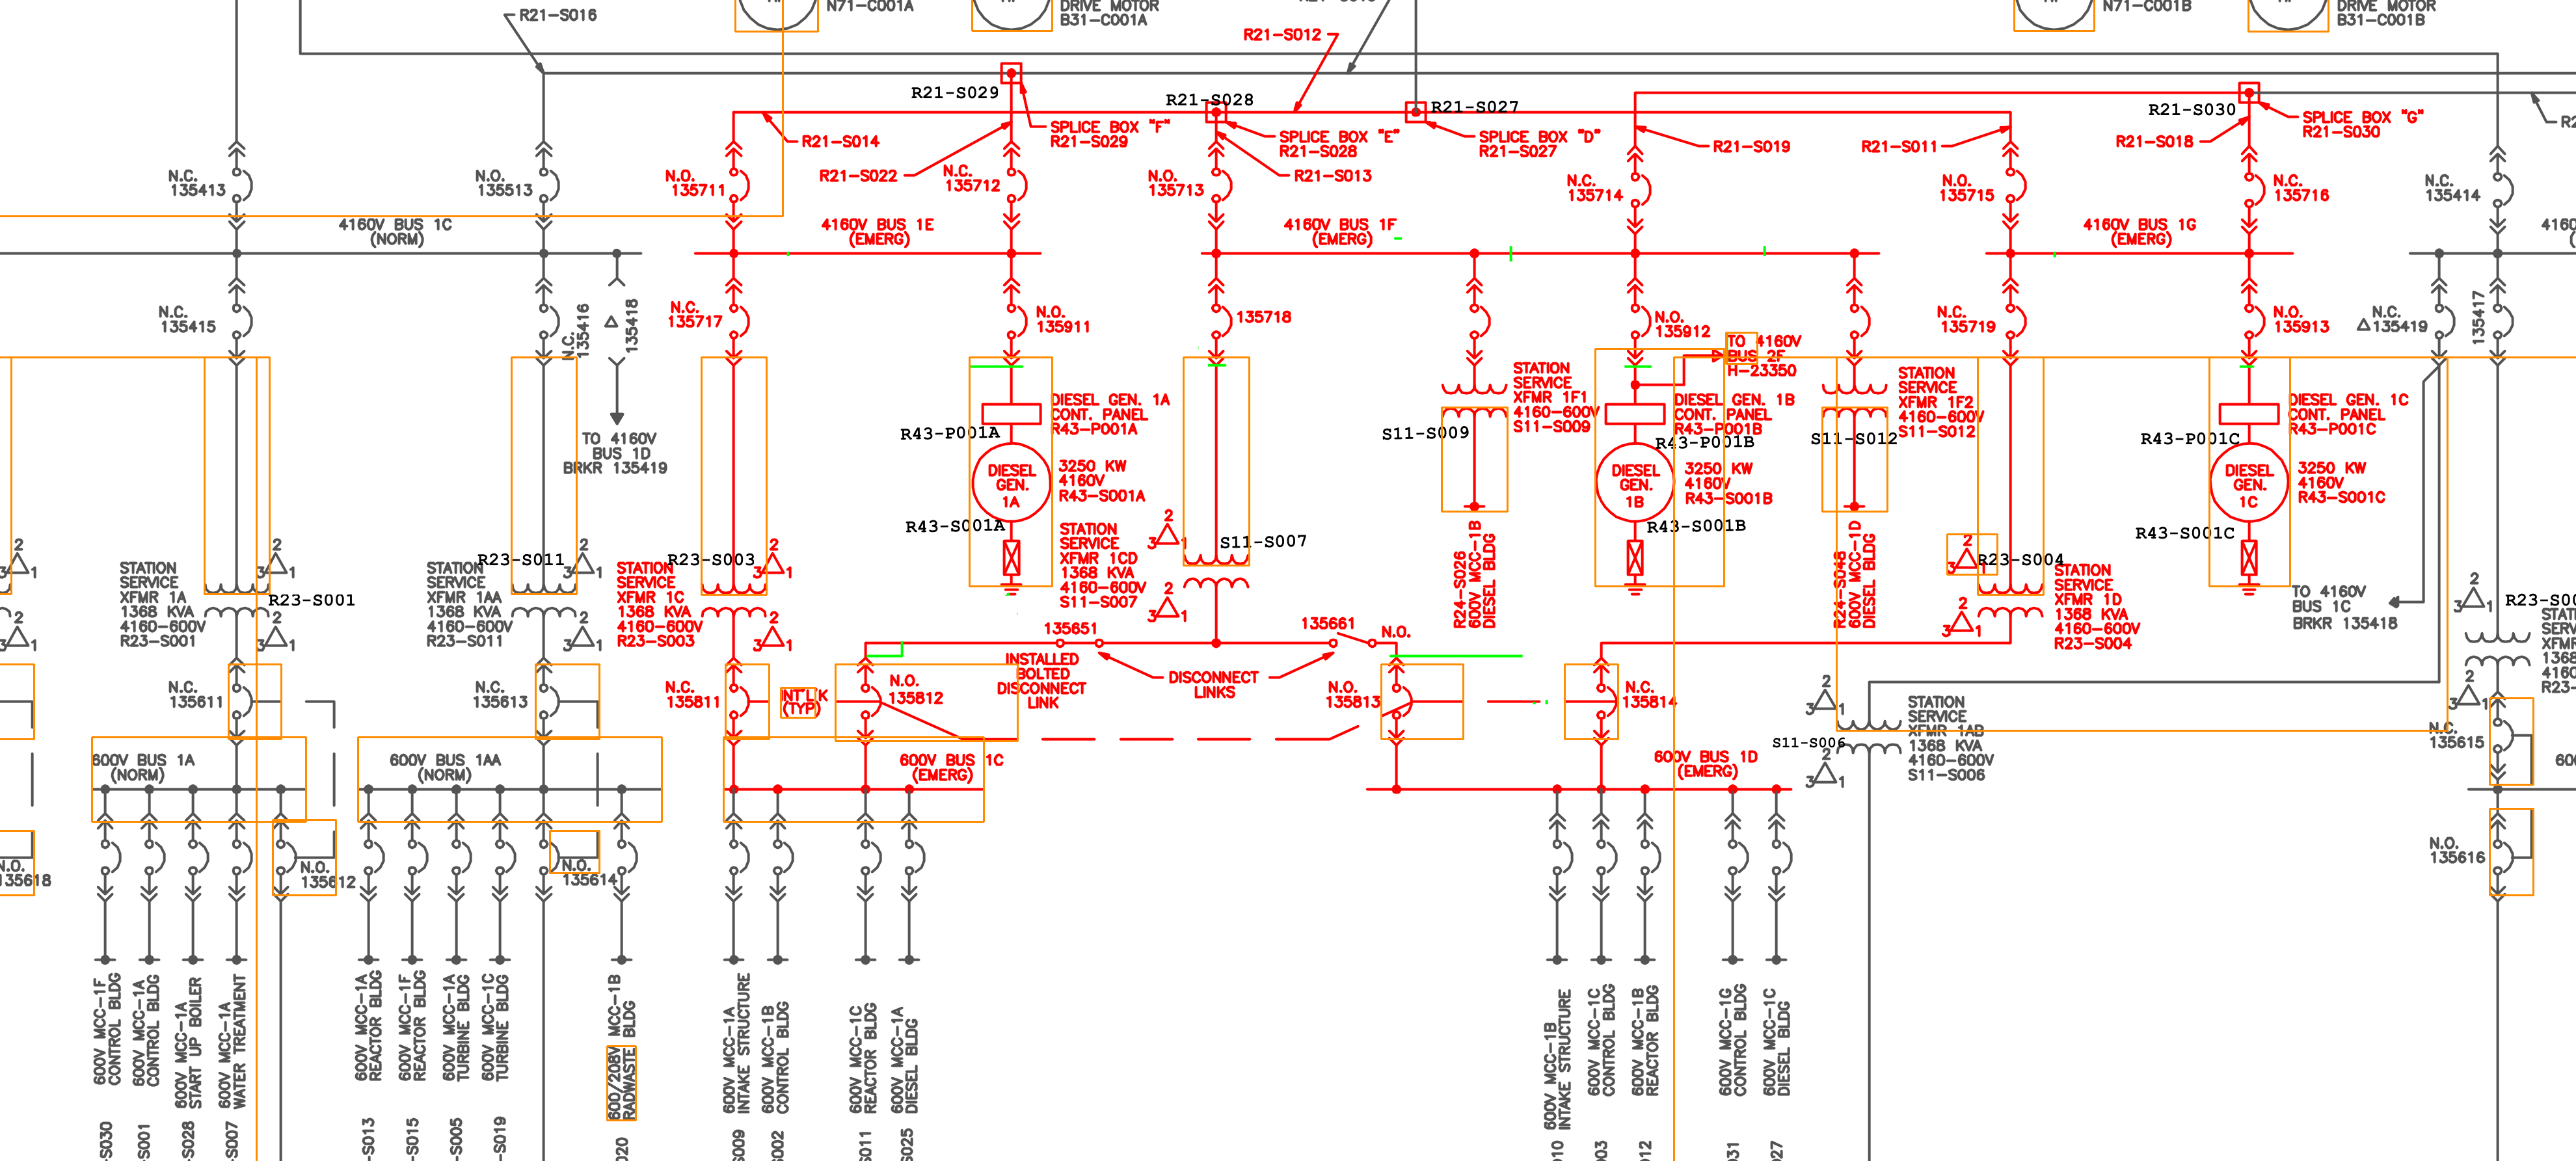 R21-S016
N71-C001A
DRIVE MOTOR
B31-C001A
N71-C001B
DRIVE MOTOR
B31-C001B
R21-S012
R21-S029
R21-S028
R21-S027
R21-S030
SPLICE BOX "F"
R21-S029
SPLICE BOX "E"
R21-S028
SPLICE BOX "D"
R21-S027
SPLICE BOX "G"
R21-S030
R21-S014
R21-S022
R21-S013
R21-S019
R21-S011
R21-S018
N.C.
135413
N.O.
135513
N.O.
135711
N.C.
135712
N.O.
135713
N.C.
135714
N.O.
135715
N.C.
135716
N.C.
135414
4160V BUS 1C
(NORM)
4160V BUS 1E
(EMERG)
4160V BUS 1F
(EMERG)
4160V BUS 1G
(EMERG)
N.C.
135415
N.C.
135416
135418
N.C.
135717
N.O.
135911
135718
N.O.
135912
N.C.
135719
N.O.
135913
N.C.
135419
135417
TO 4160V
BUS 2F
H-23350
TO 4160V
BUS 1D
BRKR 135419
DIESEL GEN. 1A
CONT. PANEL
R43-P001A
R43-P001A
DIESEL
GEN.
1A
3250 KW
4160V
R43-S001A
R43-S001A
STATION
SERVICE
XFMR 1F1
4160-600V
S11-S009
S11-S009
DIESEL GEN. 1B
CONT. PANEL
R43-P001B
R43-P001B
DIESEL
GEN.
1B
3250 KW
4160V
R43-S001B
R43-S001B
STATION
SERVICE
XFMR 1F2
4160-600V
S11-S012
S11-S012
DIESEL GEN. 1C
CONT. PANEL
R43-P001C
R43-P001C
DIESEL
GEN.
1C
3250 KW
4160V
R43-S001C
R43-S001C
R24-S026
600V MCC-1B
DIESEL BLDG
R24-S048
600V MCC-1D
DIESEL BLDG
STATION
SERVICE
XFMR 1A
1368 KVA
4160-600V
R23-S001
R23-S001
STATION
SERVICE
XFMR 1AA
1368 KVA
4160-600V
R23-S011
R23-S011
STATION
SERVICE
XFMR 1C
1368 KVA
4160-600V
R23-S003
R23-S003
STATION
SERVICE
XFMR 1CD
1368 KVA
4160-600V
S11-S007
S11-S007
STATION
SERVICE
XFMR 1D
1368 KVA
4160-600V
R23-S004
R23-S004
TO 4160V
BUS 1C
BRKR 135418
135651
135661
N.O.
INSTALLED
BOLTED
DISCONNECT
LINK
DISCONNECT
LINKS
N.C.
135611
N.C.
135613
N.C.
135811
INT'L'K
(TYP)
N.O.
135812
N.O.
135813
N.C.
135814
STATION
SERVICE
XFMR 1AB
1368 KVA
4160-600V
S11-S006
S11-S006
N.C.
135615
600V BUS 1A
(NORM)
600V BUS 1AA
(NORM)
600V BUS 1C
(EMERG)
600V BUS 1D
(EMERG)
N.O.
135618
N.O.
135612
N.O.
135614
N.O.
135616
600V MCC-1F
CONTROL BLDG
600V MCC-1A
CONTROL BLDG
600V MCC-1A
START UP BOILER
600V MCC-1A
WATER TREATMENT
600V MCC-1A
REACTOR BLDG
600V MCC-1F
REACTOR BLDG
600V MCC-1A
TURBINE BLDG
600V MCC-1C
TURBINE BLDG
600/208V MCC-1B
RADWASTE BLDG
600V MCC-1A
INTAKE STRUCTURE
600V MCC-1B
CONTROL BLDG
600V MCC-1C
REACTOR BLDG
600V MCC-1A
DIESEL BLDG
600V MCC-1B
INTAKE STRUCTURE
600V MCC-1C
CONTROL BLDG
600V MCC-1B
REACTOR BLDG
600V MCC-1G
CONTROL BLDG
600V MCC-1C
DIESEL BLDG
-S030
-S001
-S028
-S007
-S013
-S015
-S005
-S019